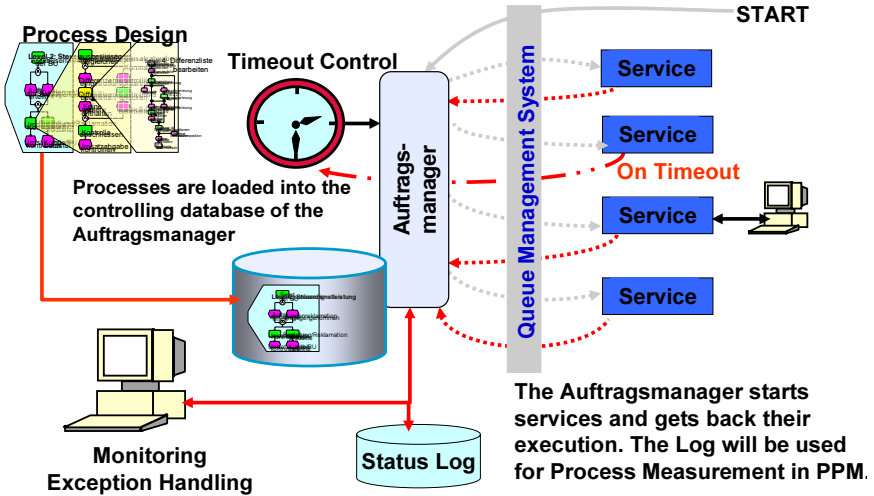 Process Design
START
Timeout Control
Service
Service
On Timeout
Processes are loaded into the
controlling database of the
Auftragsmanager
Auftrags-
manager
Queue Management System
Service
Service
Monitoring
Exception Handling
Status Log
The Auftragsmanager starts
services and gets back their
execution. The Log will be used
for Process Measurement in PPM.